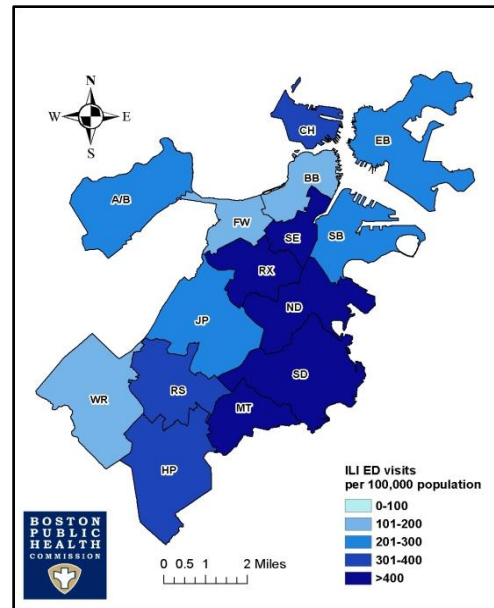 N
W
E
S
CH
EB
BB
A/B
FW
SE
SB
RX
ND
JP
SD
WR
RS
MT
HP
ILI ED visits
per 100,000 population
0-100
101-200
201-300
301-400
>400
BOSTON
PUBLIC
HEALTH
COMMISSION
0 0.5 1 2 Miles